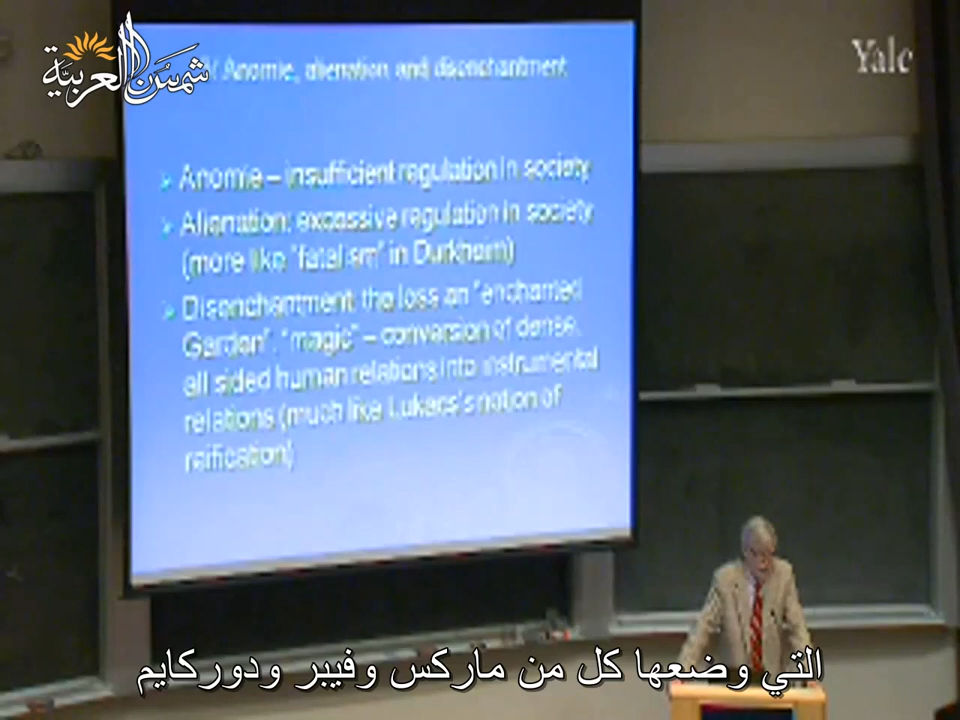 شمس العربية
Yale
Anomie, alienation and disenchantment
Anomie – insufficient regulation in society
Alienation: excessive regulation in society
(more like "fatalism" in Durkheim)
Disenchantment: the loss an "enchanted
Garden", "magic" – conversion of dense,
all sided human relations into instrumental
relations (much like Lukacs's notion of
reification)
التي وضعها كل من ماركس وفيبر ودوركايم